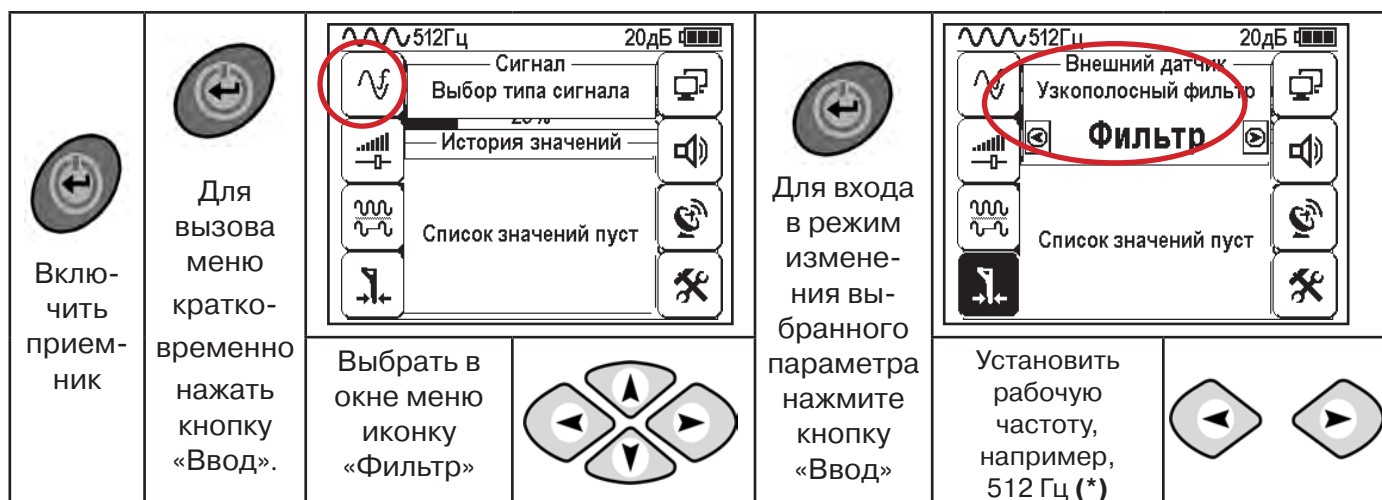 Вклю-
чить
прием-
ник
Для
вызова
меню
кратко-
временно
нажать
кнопку
«Ввод».
512Гц 20дБ
Сигнал
Выбор типа сигнала
История значений
Список значений пуст
Выбрать в
окне меню
иконку
«Фильтр»
Для входа
в режим
измене-
ния вы-
бранного
параметра
нажмите
кнопку
«Ввод»
512Гц 20дБ
Внешний датчик
Узкополосный фильтр
Фильтр
Список значений пуст
Установить
рабочую
частоту,
например,
512 Гц (*)